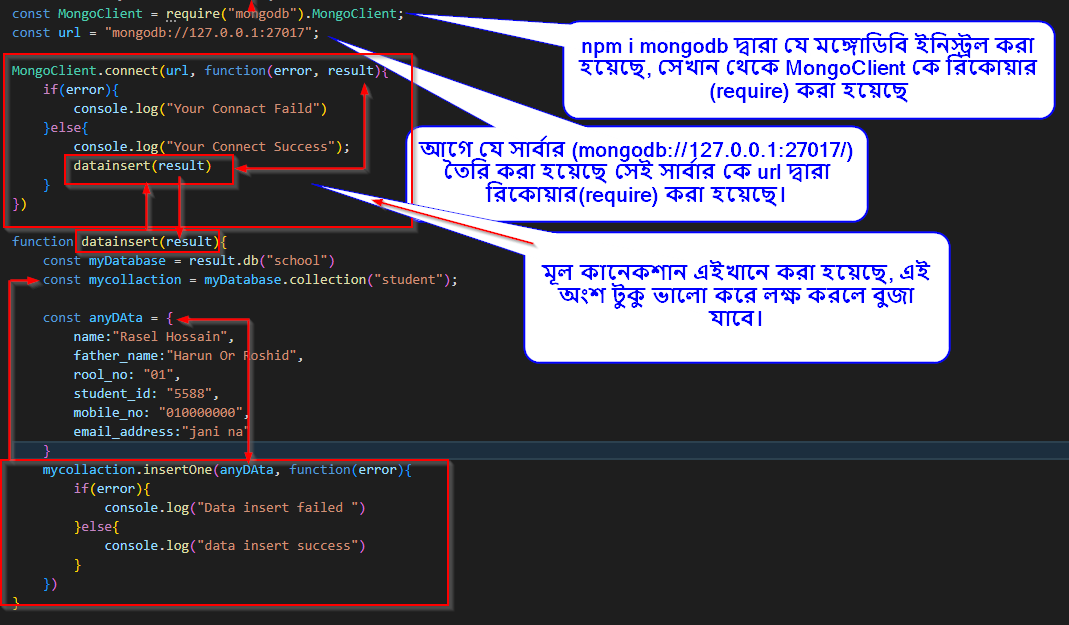 const MongoClient = require("mongodb").MongoClient;
const url = "mongodb://127.0.0.1:27017";
MongoClient.connect(url, function(error, result){
if(error){
console.log("Your Connact Faild")
}else{
console.log("Your Connect Success");
datainsert(result)
}
})
function datainsert(result){
const myDatabase = result.db("school")
const mycollaction = myDatabase.collection("student");
const anyDAta = {
name:"Rasel Hossain",
father_name:"Harun Or Roshid",
rool_no: "01",
student_id: "5588",
mobile_no: "010000000",
email_address:"jani na"
}
mycollaction.insertOne(anyDAta, function(error){
if(error){
console.log("Data insert failed ")
}else{
console.log("data insert success")
}
})
}
npm i mongodb দ্বারা যে মঙ্গোডিবি ইনিস্ট্রল করা
হয়েছে, সেখান থেকে MongoClient কে রিকোয়ার
(require) করা হয়েছে
আগে যে সার্বার (mongodb://127.0.0.1:27017/)
তৈরি করা হয়েছে সেই সার্বার কে url দ্বারা
রিকোয়ার(require) করা হয়েছে।
মূল কানেকশান এইখানে করা হয়েছে, এই
অংশ টুকু ভালো করে লক্ষ করলে বুজা
যাবে।